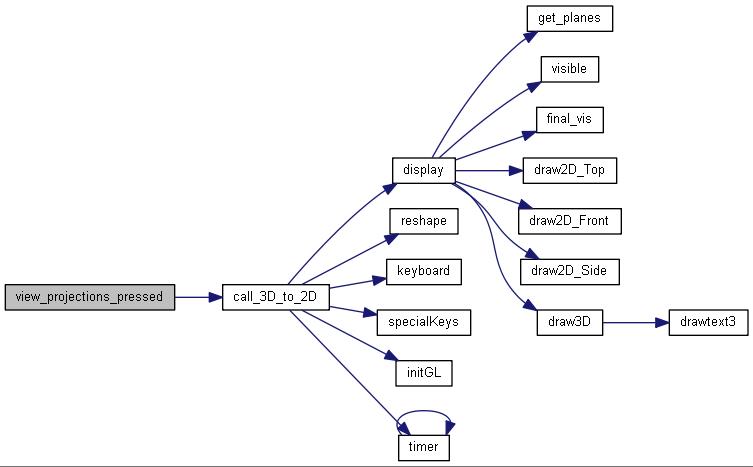 get_planes
visible
final_vis
display
draw2D_Top
reshape
draw2D_Front
keyboard
draw2D_Side
view_projections_pressed
call_3D_to_2D
specialKeys
draw3D
drawtext3
initGL
timer